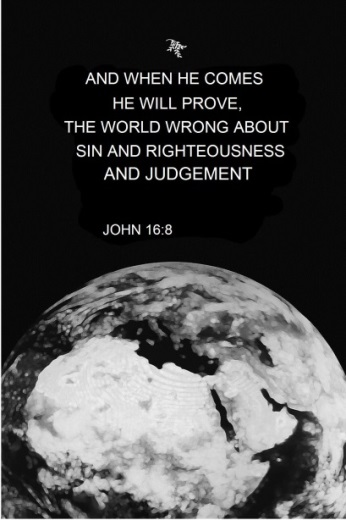 AND WHEN HE COMES
HE WILL PROVE,
THE WORLD WRONG ABOUT
SIN AND RIGHTEOUSNESS
AND JUDGEMENT
JOHN 16:8